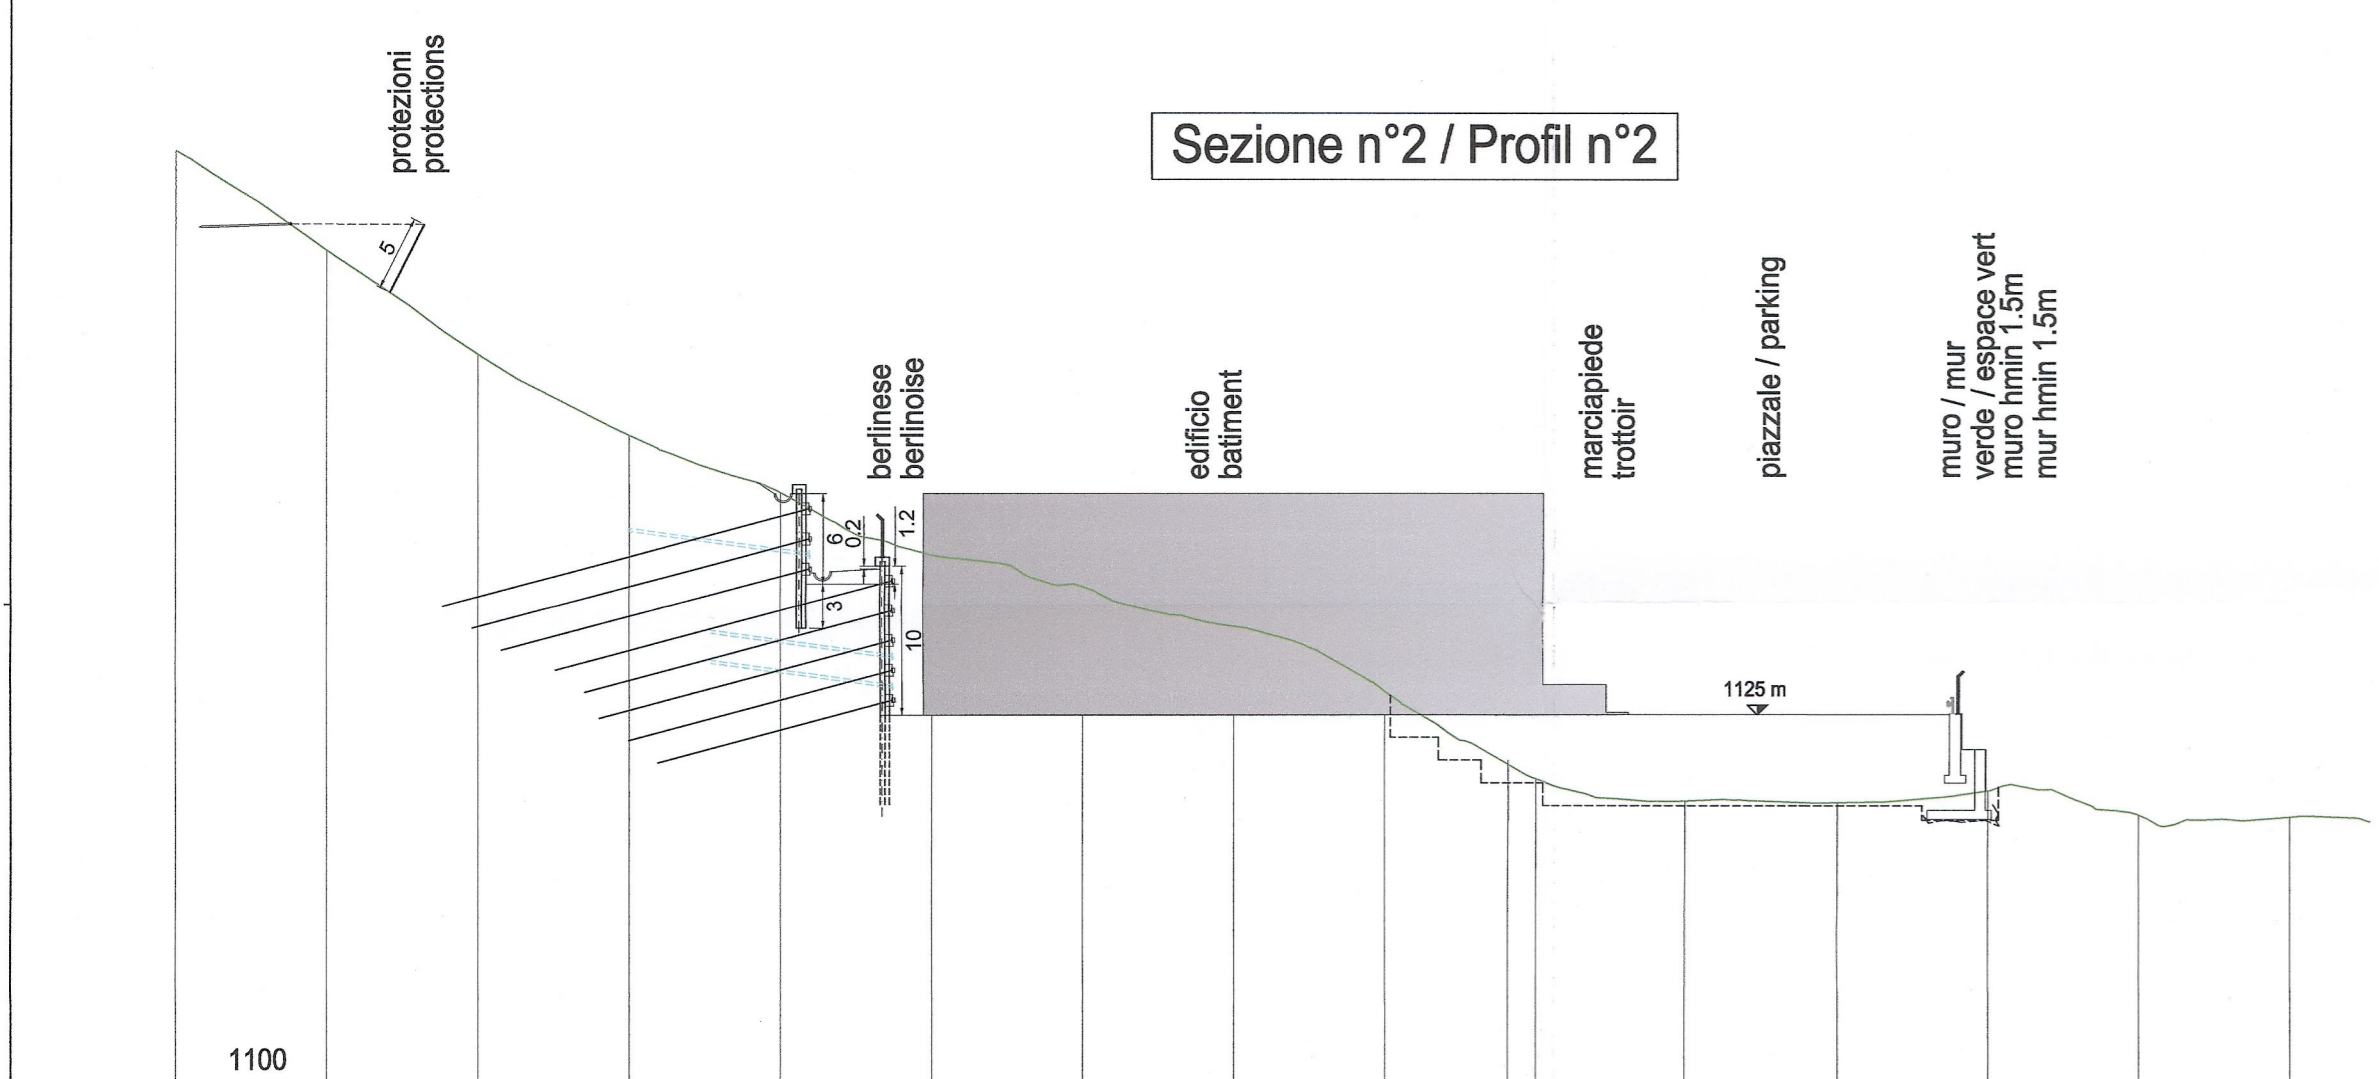 protezioni
protections
Sezione n°2 / Profil n°2
5
berlinese
berlinoise
edificio
batiment
marciapiede
trottoir
piazzale / parking
muro / mur
verde / espace vert
muro hmin 1.5m
mur hmin 1.5m
6
0.2
1.2
3
10
1125 m
1100